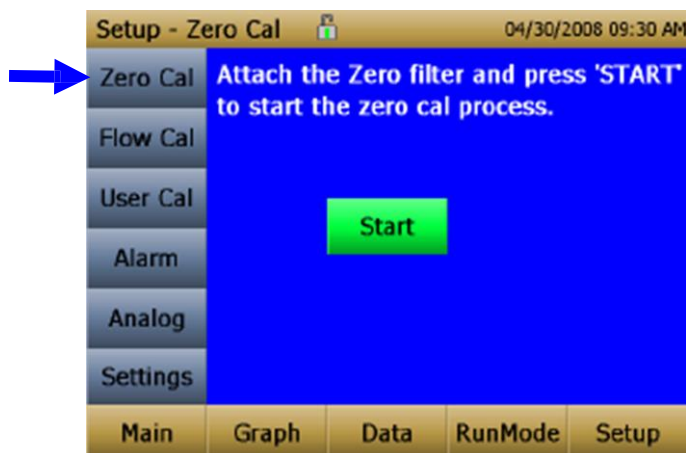 Setup - Zero Cal 04/30/2008 09:30 AM
Zero Cal
Flow Cal
User Cal
Alarm
Analog
Settings
Attach the Zero filter and press 'START'
to start the zero cal process.
Start
Main Graph Data RunMode Setup